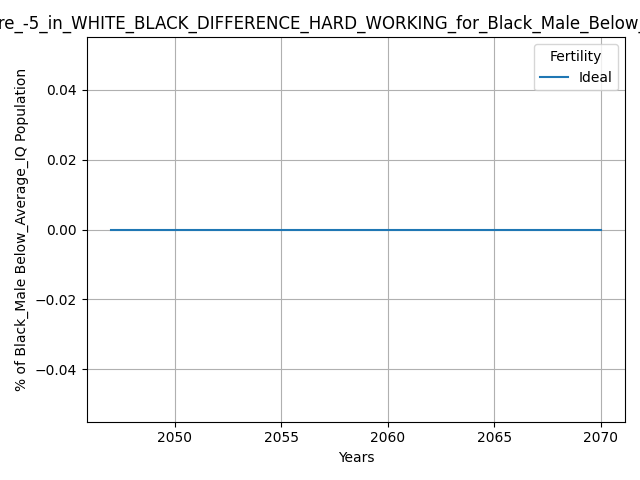 re_-5_in_WHITE_BLACK_DIFFERENCE_HARD_WORKING_for_Black_Male_Below_
Fertility
Ideal
0.04
0.02
0.00
−0.02
−0.04
% of Black_Male Below_Average_IQ Population
2050
2055
2060
2065
2070
Years